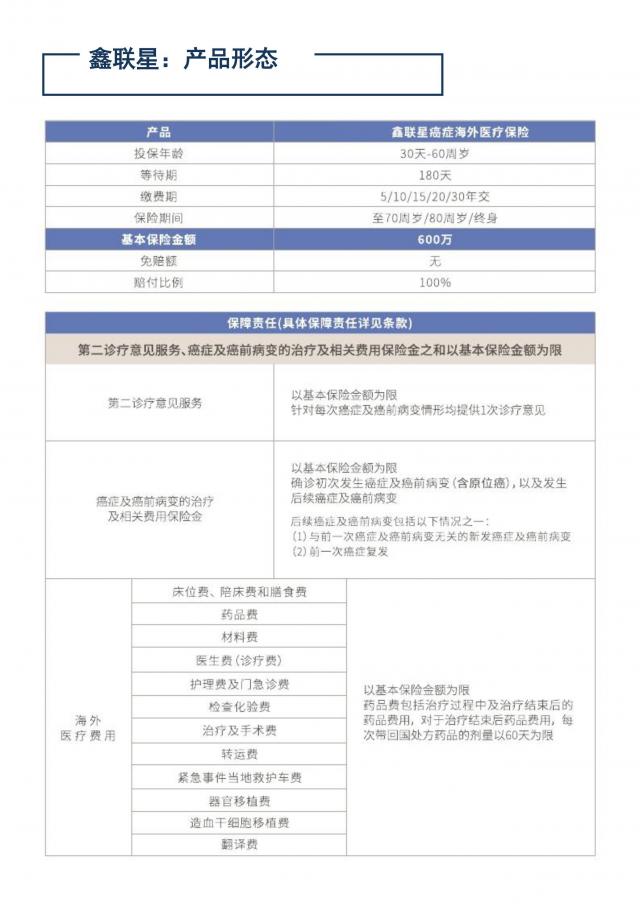 鑫联星：产品形态
产品 鑫联星癌症海外医疗保险
投保年龄 30天-60周岁
等待期 180天
缴费期 5/10/15/20/30年交
保险期间 至70周岁/80周岁/终身
基本保险金额 600万
免赔额 无
赔付比例 100%
保障责任(具体保障责任详见条款)
第二诊疗意见服务、癌症及癌前病变的治疗及相关费用保险金之和以基本保险金额为限
第二诊疗意见服务
以基本保险金额为限
针对每次癌症及癌前病变情形均提供1次诊疗意见
癌症及癌前病变的治疗
及相关费用保险金
以基本保险金额为限
确诊初次发生癌症及癌前病变(含原位癌),以及发生
后续癌症及癌前病变
后续癌症及癌前病变包括以下情况之一:
(1)与前一次癌症及癌前病变无关的新发癌症及癌前病变
(2)前一次癌症复发
海外
医疗费用
床位费、陪床费和膳食费
药品费
材料费
医生费(诊疗费)
护理费及门急诊费
检查化验费
治疗及手术费
转运费
紧急事件当地救护车费
器官移植费
造血干细胞移植费
翻译费
以基本保险金额为限
药品费包括治疗过程中及治疗结束后的
药品费用,对于治疗结束后药品费用,每
次带回国处方药品的剂量以60天为限